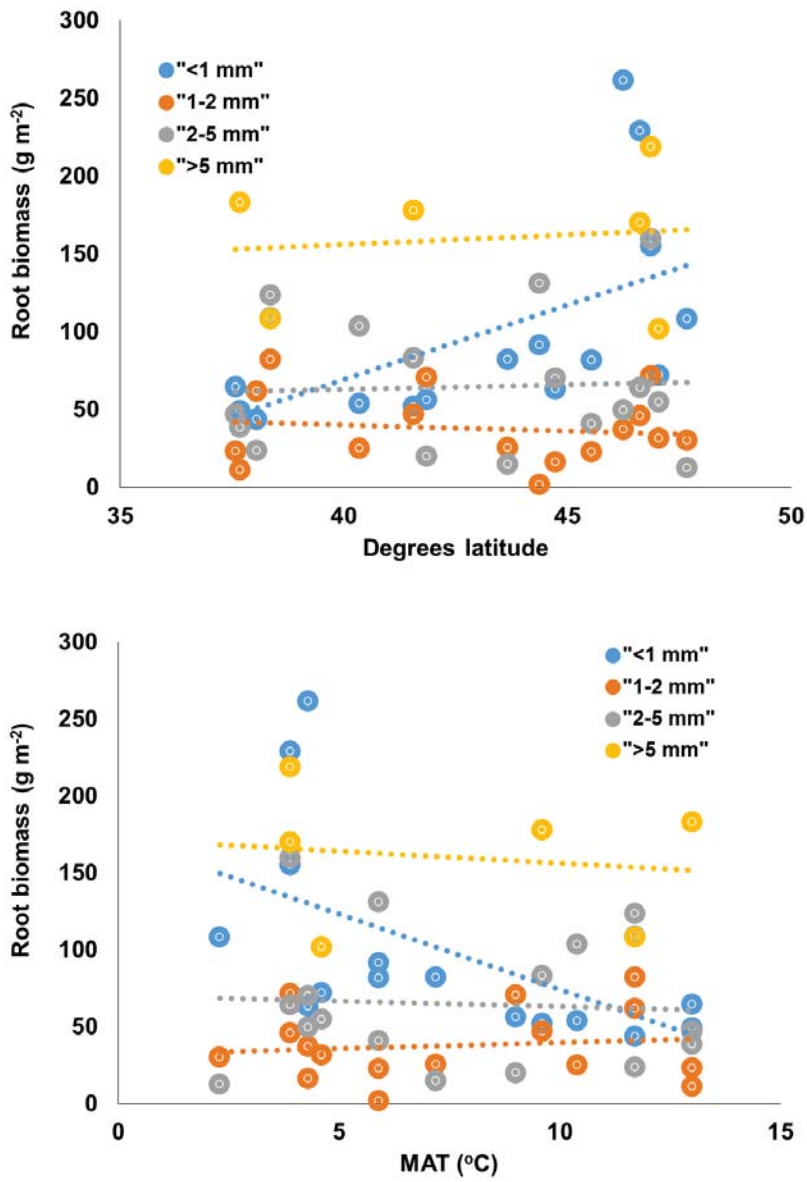 300
250
200
150
100
50
0
Root biomass (g m-2)
"<1 mm"
"1-2 mm"
"2-5 mm"
">5 mm"
35 40 45 50
Degrees latitude
300
250
200
150
100
50
0
Root biomass (g m-2)
"<1 mm"
"1-2 mm"
"2-5 mm"
">5 mm"
0 5 10 15
MAT (ºC)